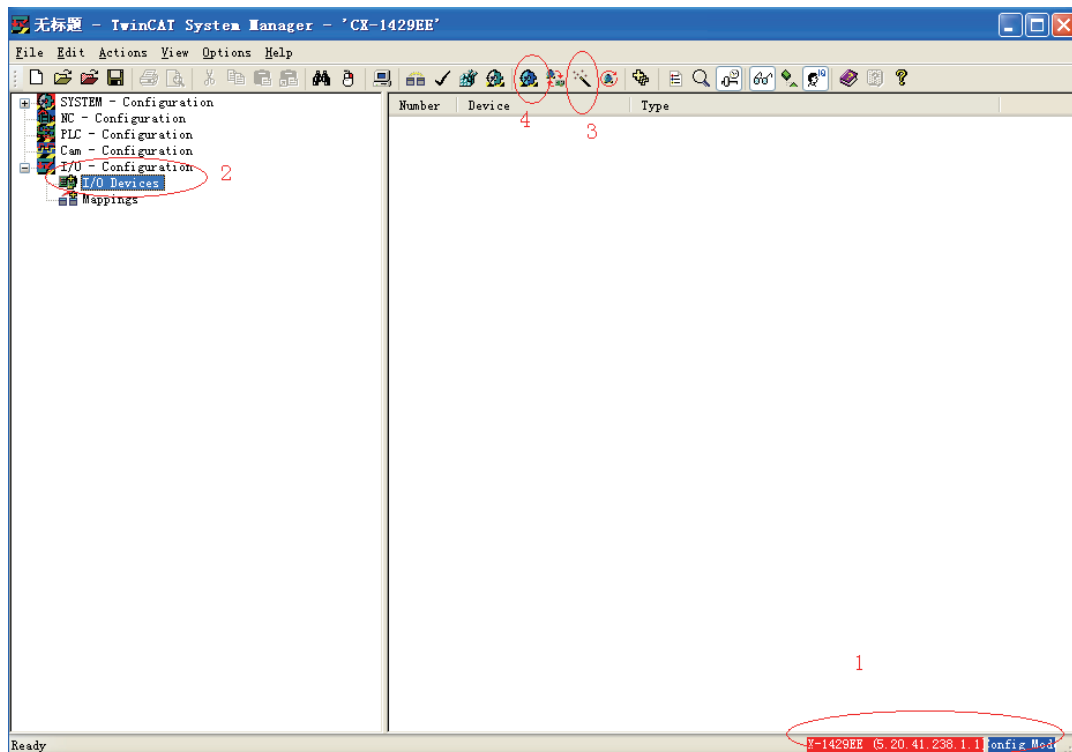 无标题 - TwinCAT System Manager - 'CX-1429EE'
File Edit Actions View Options Help
SYSTEM - Configuration
NC - Configuration
PLC - Configuration
Cam - Configuration
I/O - Configuration
I/O Devices
Mappings
2
Number Device Type
4
3
1
Ready
X-1429EE (5.20.41.238.1.1) Config Mod